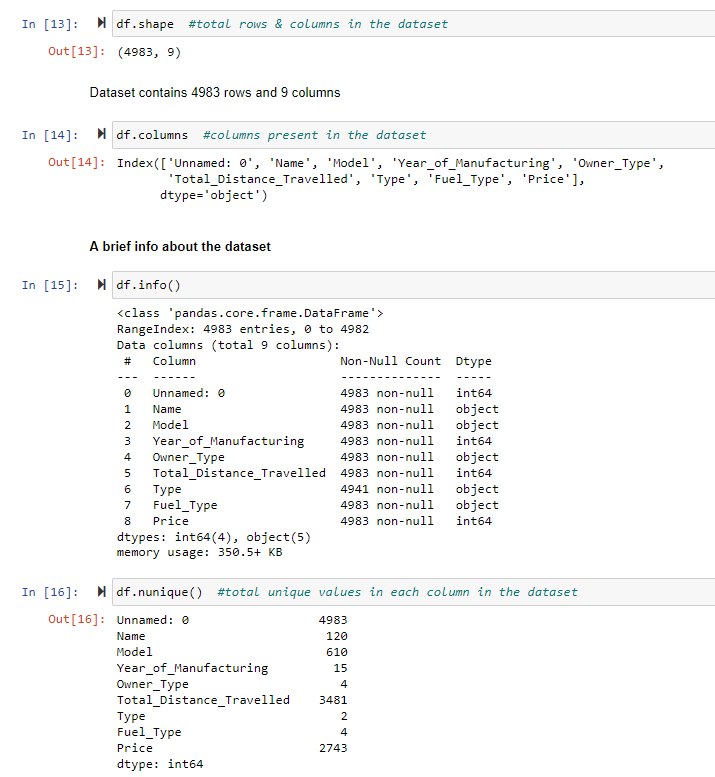 In [13]: df.shape  #total rows & columns in the dataset
Out[13]: (4983, 9)
Dataset contains 4983 rows and 9 columns
In [14]: df.columns  #columns present in the dataset
Out[14]: Index(['Unnamed: 0', 'Name', 'Model', 'Year_of_Manufacturing', 'Owner_Type',
       'Total_Distance_Travelled', 'Type', 'Fuel_Type', 'Price'],
      dtype='object')
A brief info about the dataset
In [15]: df.info()
<class 'pandas.core.frame.DataFrame'>
RangeIndex: 4983 entries, 0 to 4982
Data columns (total 9 columns):
 #   Column                    Non-Null Count  Dtype
---  ------                    --------------  -----
 0   Unnamed: 0                4983 non-null   int64
 1   Name                      4983 non-null   object
 2   Model                     4983 non-null   object
 3   Year_of_Manufacturing     4983 non-null   int64
 4   Owner_Type                4983 non-null   object
 5   Total_Distance_Travelled  4983 non-null   int64
 6   Type                      4941 non-null   object
 7   Fuel_Type                 4983 non-null   object
 8   Price                     4983 non-null   int64
dtypes: int64(4), object(5)
memory usage: 350.5+ KB
In [16]: df.nunique()  #total unique values in each column in the dataset
Out[16]: Unnamed: 0                  4983
Name                         120
Model                        610
Year_of_Manufacturing         15
Owner_Type                     4
Total_Distance_Travelled    3481
Type                           2
Fuel_Type                      4
Price                       2743
dtype: int64